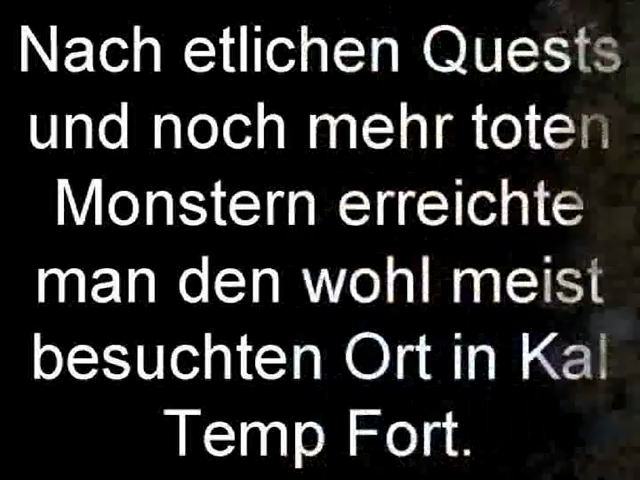 Nach etlichen Quests
und noch mehr toten
Monstern erreichte
man den wohl meist
besuchten Ort in Kal
Temp Fort.